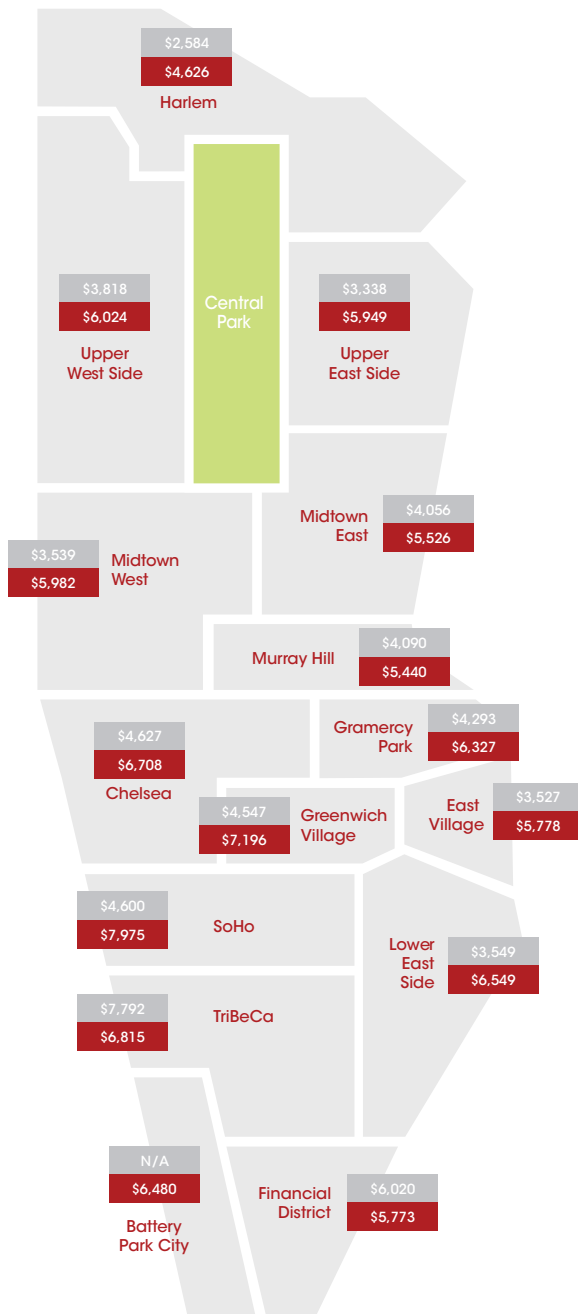 $2,584
$4,626
Harlem
$3,818
$6,024
Upper
West Side
Central
Park
$3,338
$5,949
Upper
East Side
Midtown
East
$4,056
$5,526
$3,539
$5,982
Midtown
West
Murray Hill
$4,090
$5,440
$4,627
$6,708
Chelsea
Gramercy
Park
$4,293
$6,327
$4,547
$7,196
Greenwich
Village
East
Village
$3,527
$5,778
$4,600
$7,975
SoHo
Lower
East
Side
$3,549
$6,549
$7,792
$6,815
TriBeCa
N/A
$6,480
Battery
Park City
Financial
District
$6,020
$5,773